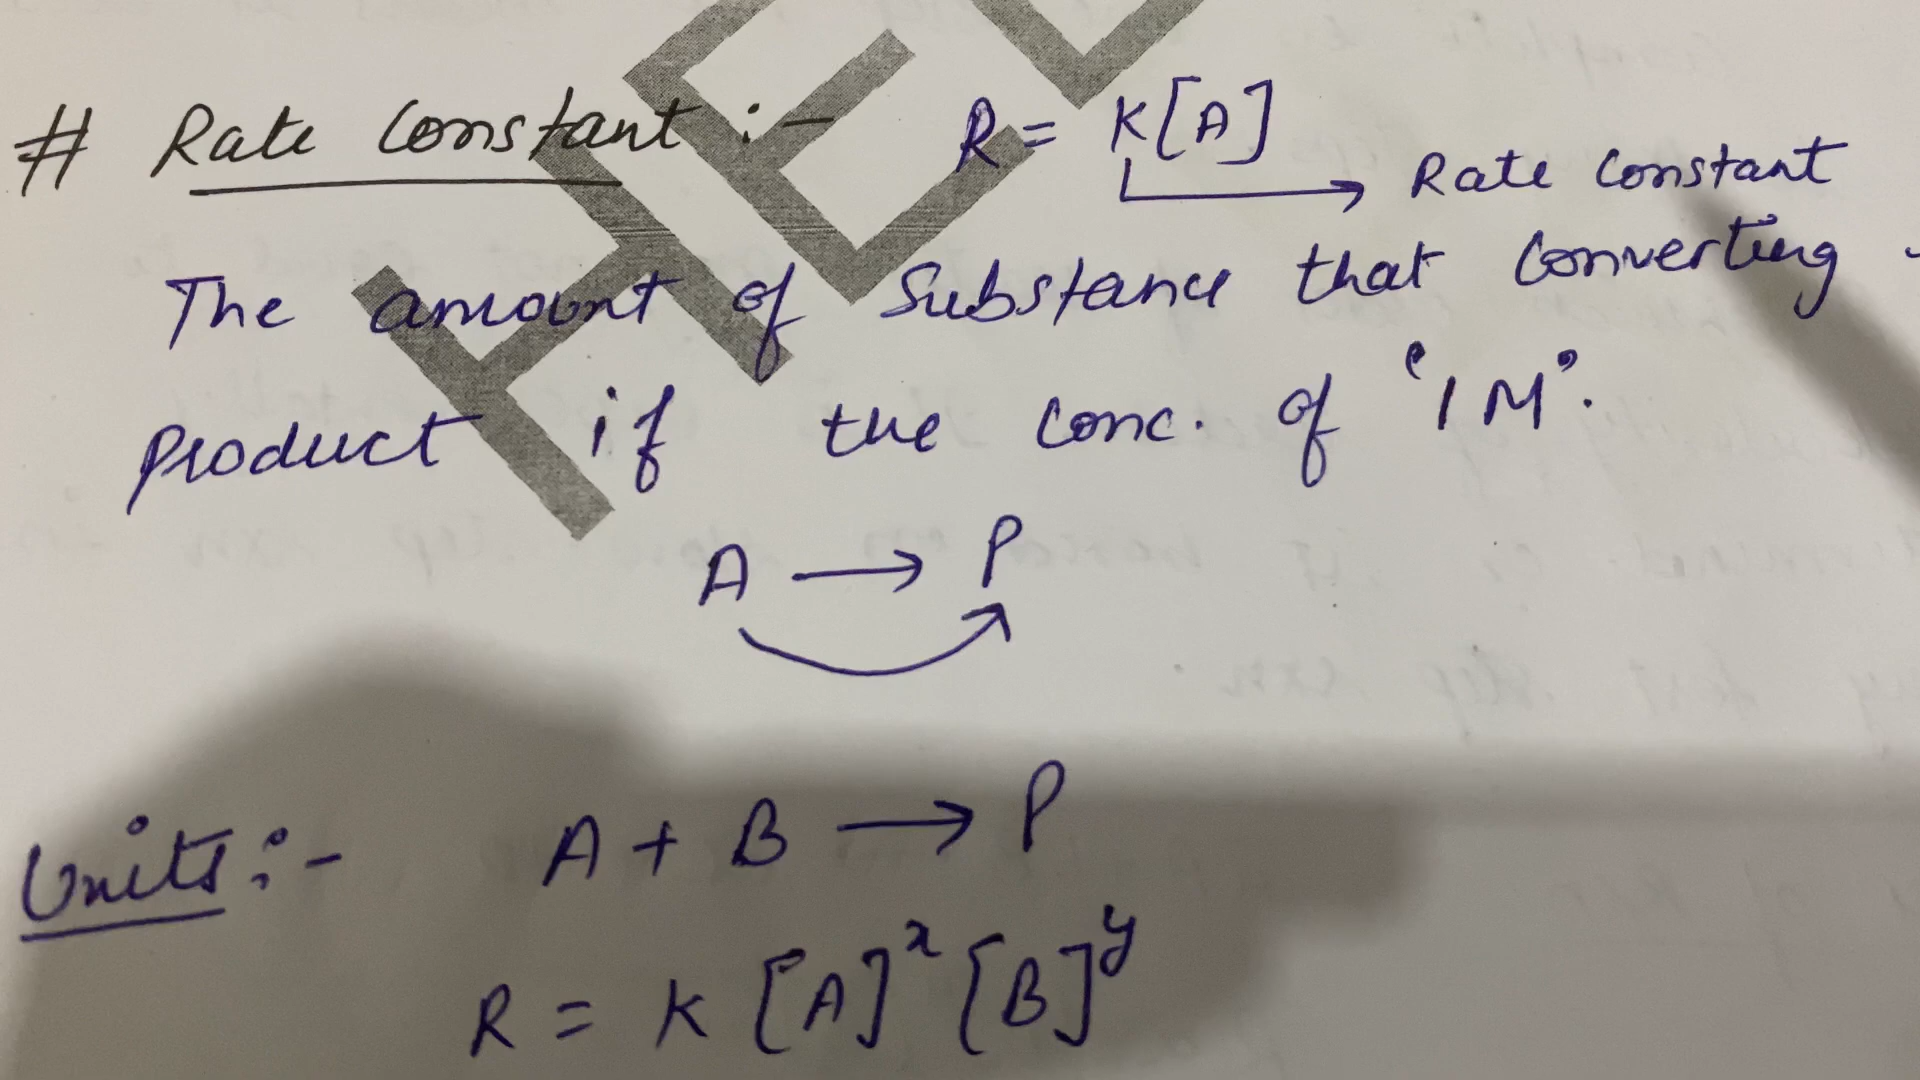 # Rate Constant :- R = K[A]
Rate Constant
The amount of Substance that Converting
Product if the Conc. of '1M'.
A → P
Units :- A + B → P
R = K [A]ˣ [B]ʸ